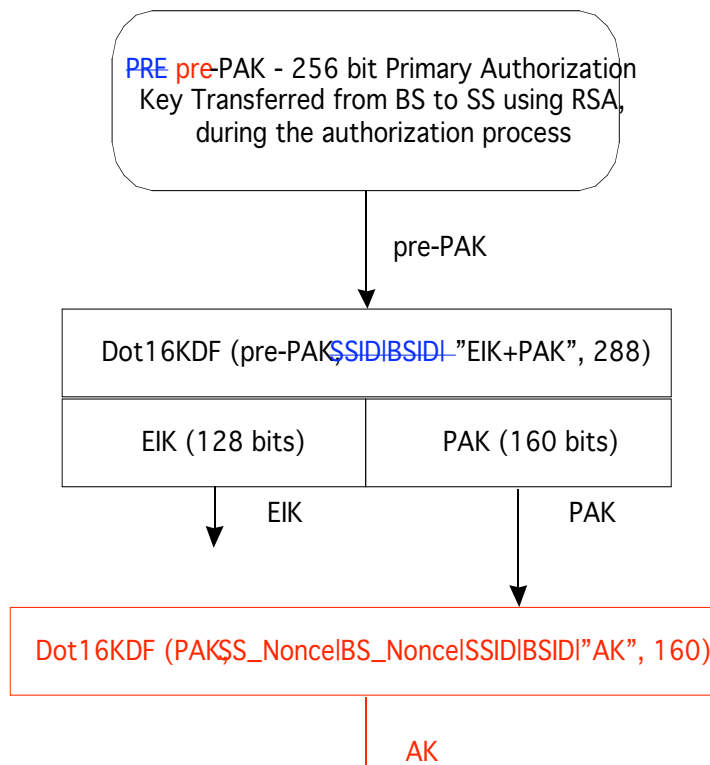 PRE pre-PAK - 256 bit Primary Authorization
Key Transferred from BS to SS using RSA,
during the authorization process
pre-PAK
Dot16KDF (pre-PAK,SSID|BSID| "EIK+PAK", 288)
EIK (128 bits) PAK (160 bits)
EIK PAK
Dot16KDF (PAK,SS_Nonce|BS_Nonce|SSID|BSID|"AK", 160)
AK